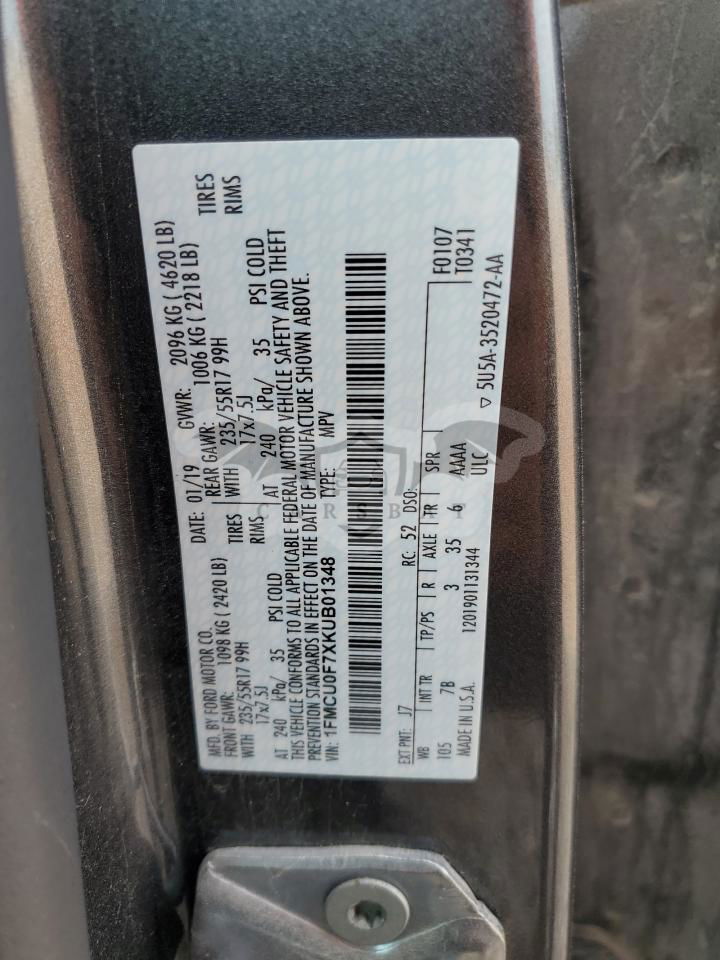 MFD. BY FORD MOTOR CO. DATE: 01/19 GVWR: 2096 KG ( 4620 LB)
FRONT GAWR: 1098 KG ( 2420 LB) REAR GAWR: 1006 KG ( 2218 LB)
WITH 235/55R17 99H TIRES WITH 235/55R17 99H TIRES
17x7.5J RIMS 17x7.5J RIMS
AT 240 kPa/ 35 PSI COLD AT 240 kPa/ 35 PSI COLD
THIS VEHICLE CONFORMS TO ALL APPLICABLE FEDERAL MOTOR VEHICLE SAFETY AND THEFT
PREVENTION STANDARDS IN EFFECT ON THE DATE OF MANUFACTURE SHOWN ABOVE.
VIN: 1FMCU0F7XKUB01348 TYPE: MPV
EXT PNT: J7 RC: 52 DSO: F0107
WB INT TR TP/PS R AXLE TR SPR T0341
105 7B 3 35 6 AAAA
MADE IN U.S.A. 1201901131344 ULC ▽ 5U5A-3520472-AA